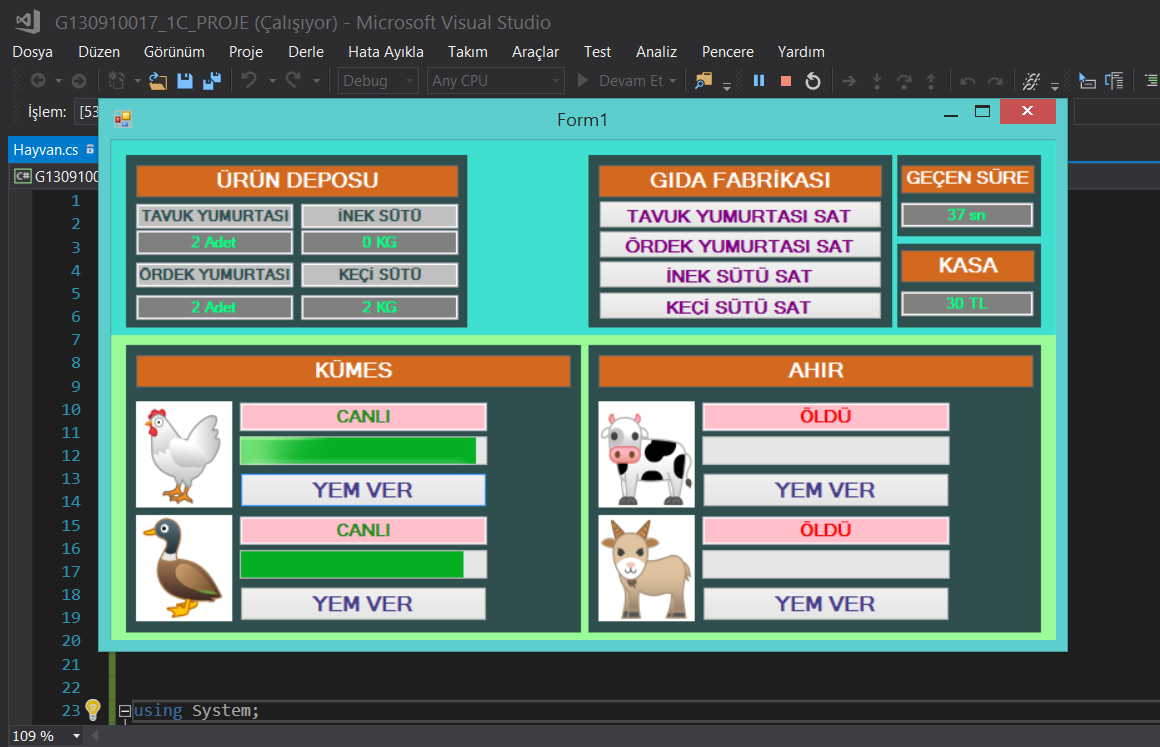 G130910017_1C_PROJE (Çalışıyor) - Microsoft Visual Studio
Dosya Düzen Görünüm Proje Derle Hata Ayıkla Takım Araçlar Test Analiz Pencere Yardım
Debug Any CPU Devam Et
İşlem: [53
Form1
Hayvan.cs
C# G1309100
ÜRÜN DEPOSU
TAVUK YUMURTASI İNEK SÜTÜ
2 Adet 0 KG
ÖRDEK YUMURTASI KEÇİ SÜTÜ
2 Adet 2 KG
GIDA FABRİKASI
TAVUK YUMURTASI SAT
ÖRDEK YUMURTASI SAT
İNEK SÜTÜ SAT
KEÇİ SÜTÜ SAT
GEÇEN SÜRE
37 sn
KASA
30 TL
KÜMES
CANLI
YEM VER
CANLI
YEM VER
AHIR
ÖLDÜ
YEM VER
ÖLDÜ
YEM VER
1
2
3
4
5
6
7
8
9
10
11
12
13
14
15
16
17
18
19
20
21
22
23 using System;
109 %